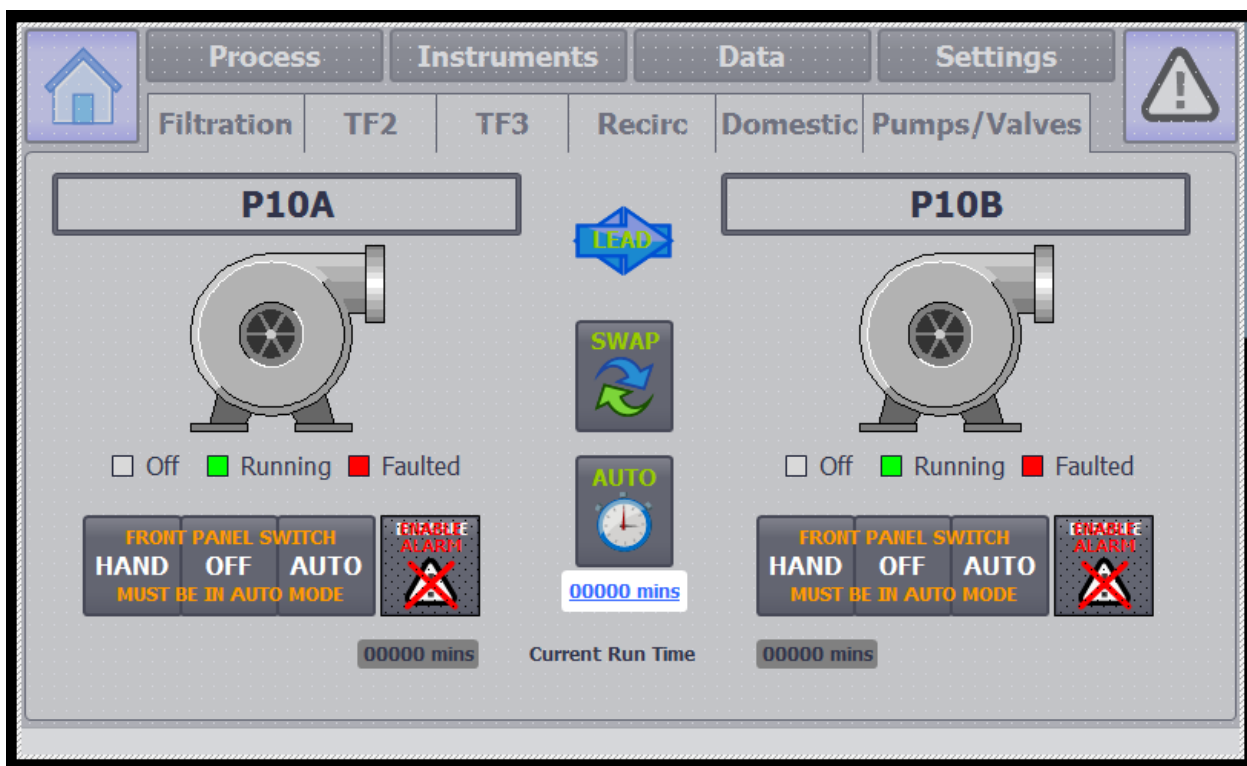 Process Instruments Data Settings
Filtration TF2 TF3 Recirc Domestic Pumps/Valves
P10A
LEAD
P10B
SWAP
Off Running Faulted
AUTO
Off Running Faulted
FRONT PANEL SWITCH
HAND OFF AUTO
MUST BE IN AUTO MODE
ENABLE
ALARM
00000 mins
FRONT PANEL SWITCH
HAND OFF AUTO
MUST BE IN AUTO MODE
ENABLE
ALARM
00000 mins Current Run Time 00000 mins